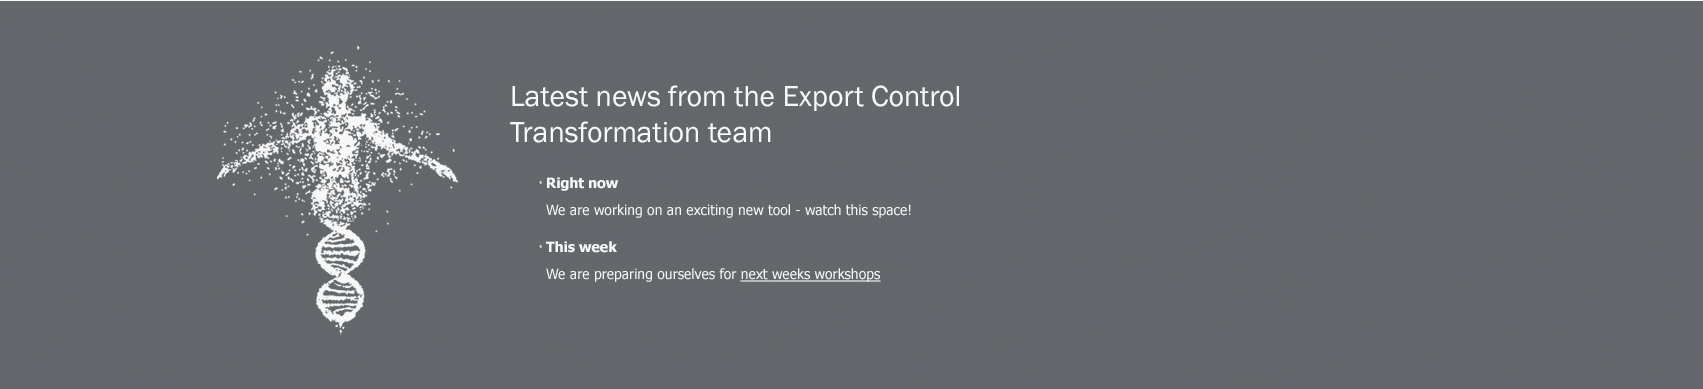 Latest news from the Export Control
Transformation team
· Right now
We are working on an exciting new tool - watch this space!
· This week
We are preparing ourselves for next weeks workshops